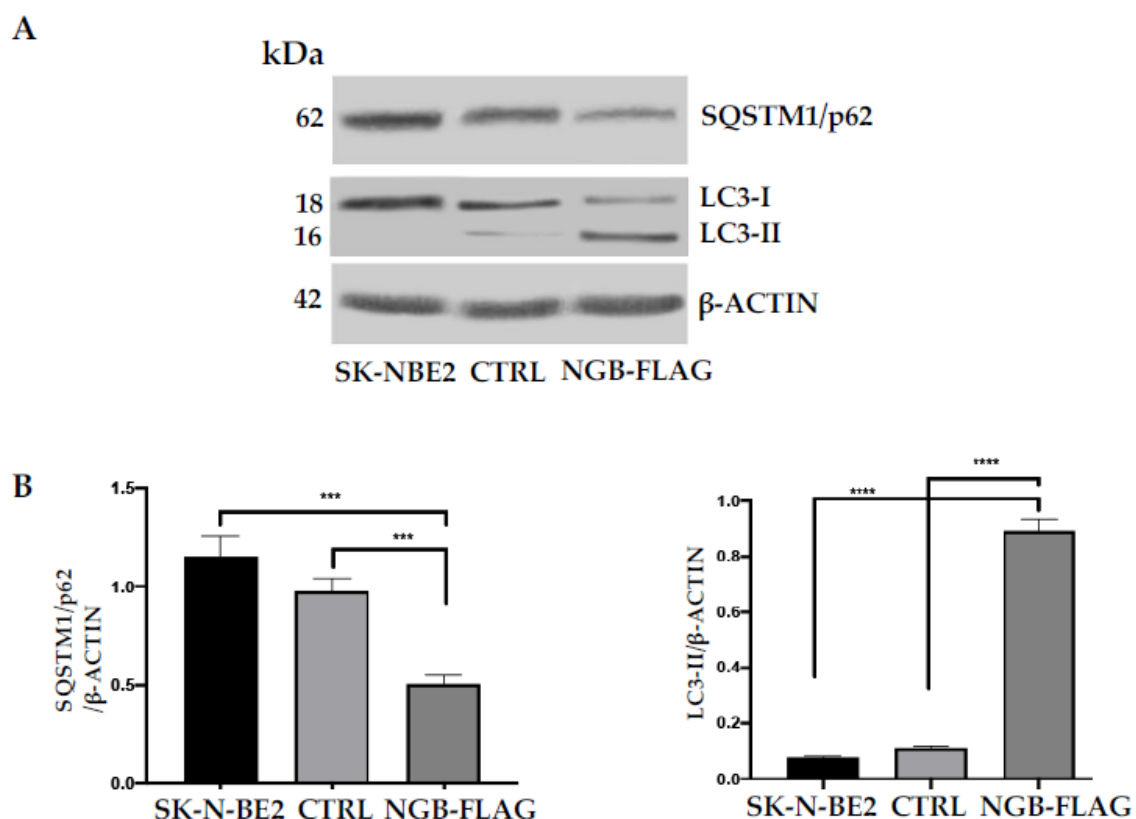 A
kDa
62 SQSTM1/p62
18 LC3-I
16 LC3-II
42 β-ACTIN
SK-NBE2 CTRL NGB-FLAG
B
SQSTM1/p62
/β-ACTIN
1.5
1.0
0.5
0.0
***
***
SK-N-BE2 CTRL NGB-FLAG
LC3-II/β-ACTIN
1.0
0.8
0.6
0.4
0.2
0.0
****
****
SK-N-BE2 CTRL NGB-FLAG